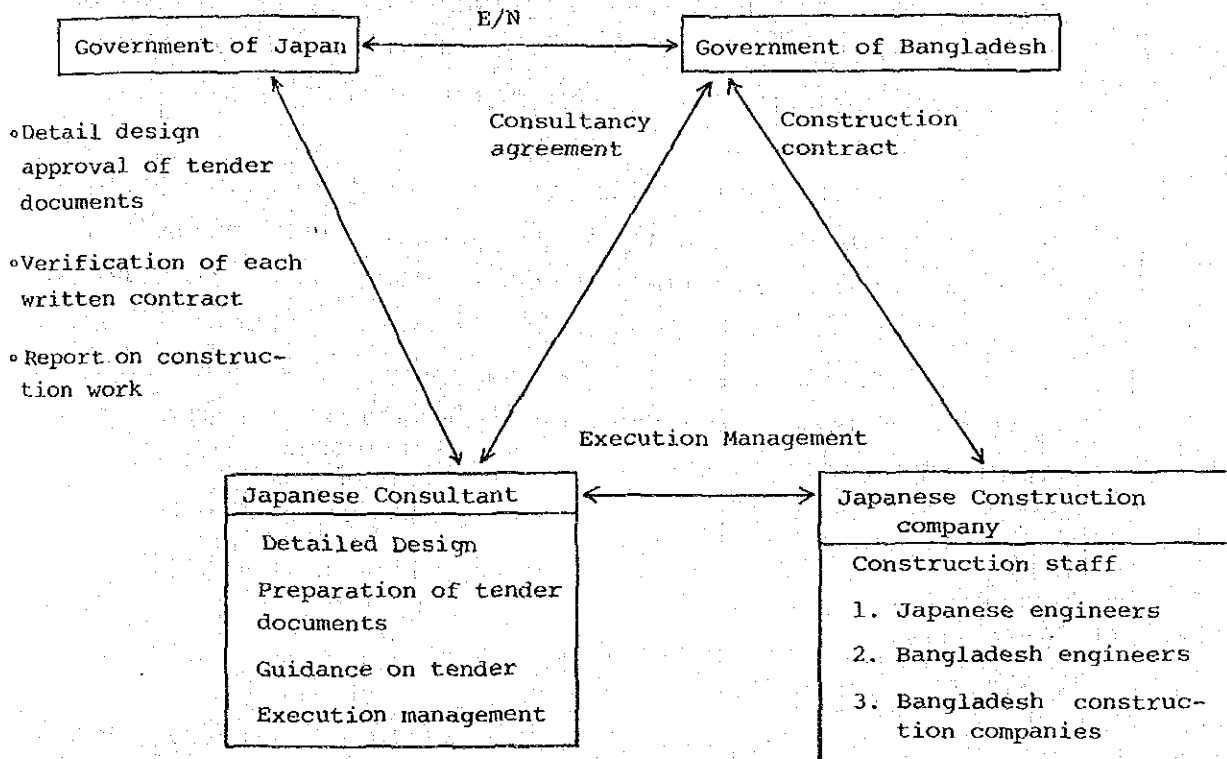 E/N
Government of Japan
Government of Bangladesh
∘Detail design
approval of tender
documents
∘Verification of each
written contract
∘Report on construc-
tion work
Consultancy
agreement
Construction
contract
Execution Management
Japanese Consultant
Detailed Design
Preparation of tender
documents
Guidance on tender
Execution management
Japanese Construction
company
Construction staff
1. Japanese engineers
2. Bangladesh engineers
3. Bangladesh construc-
tion companies